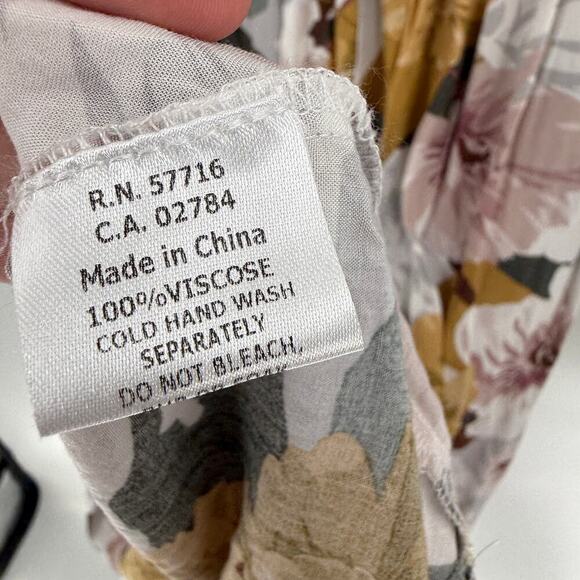 R.N. 57716
C.A. 02784
Made in China
100%VISCOSE
COLD HAND WASH
SEPARATELY
DO NOT BLEACH.